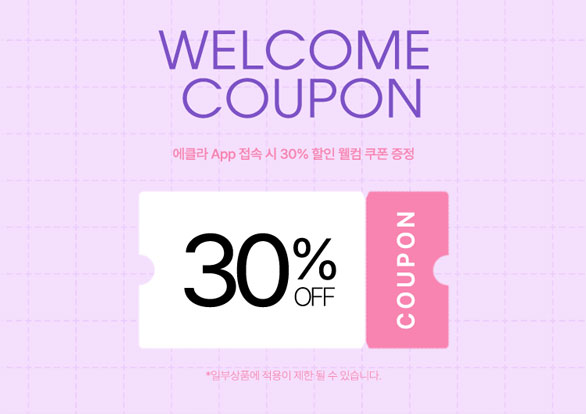 WELCOME
COUPON
에클라 App 접속 시 30% 할인 웰컴 쿠폰 증정
30%
OFF
COUPON
*일부상품에 적용이 제한 될 수 있습니다.